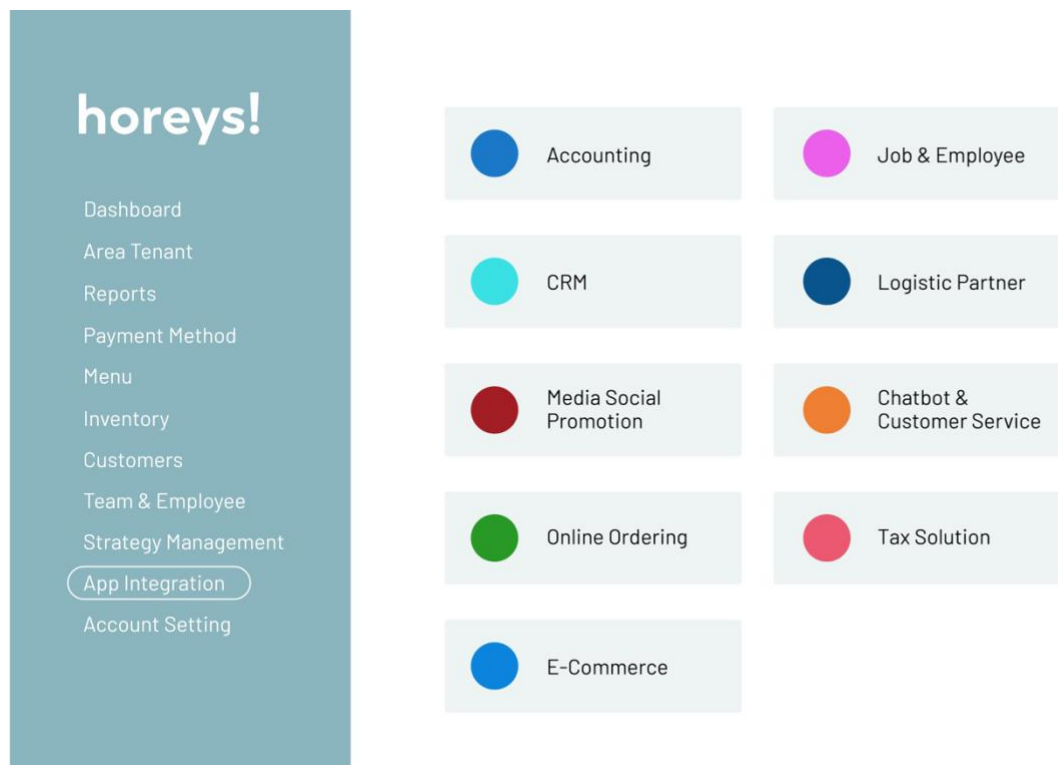 horeys!
Dashboard
Area Tenant
Reports
Payment Method
Menu
Inventory
Customers
Team & Employee
Strategy Management
App Integration
Account Setting
Accounting
Job & Employee
CRM
Logistic Partner
Media Social
Promotion
Chatbot &
Customer Service
Online Ordering
Tax Solution
E-Commerce